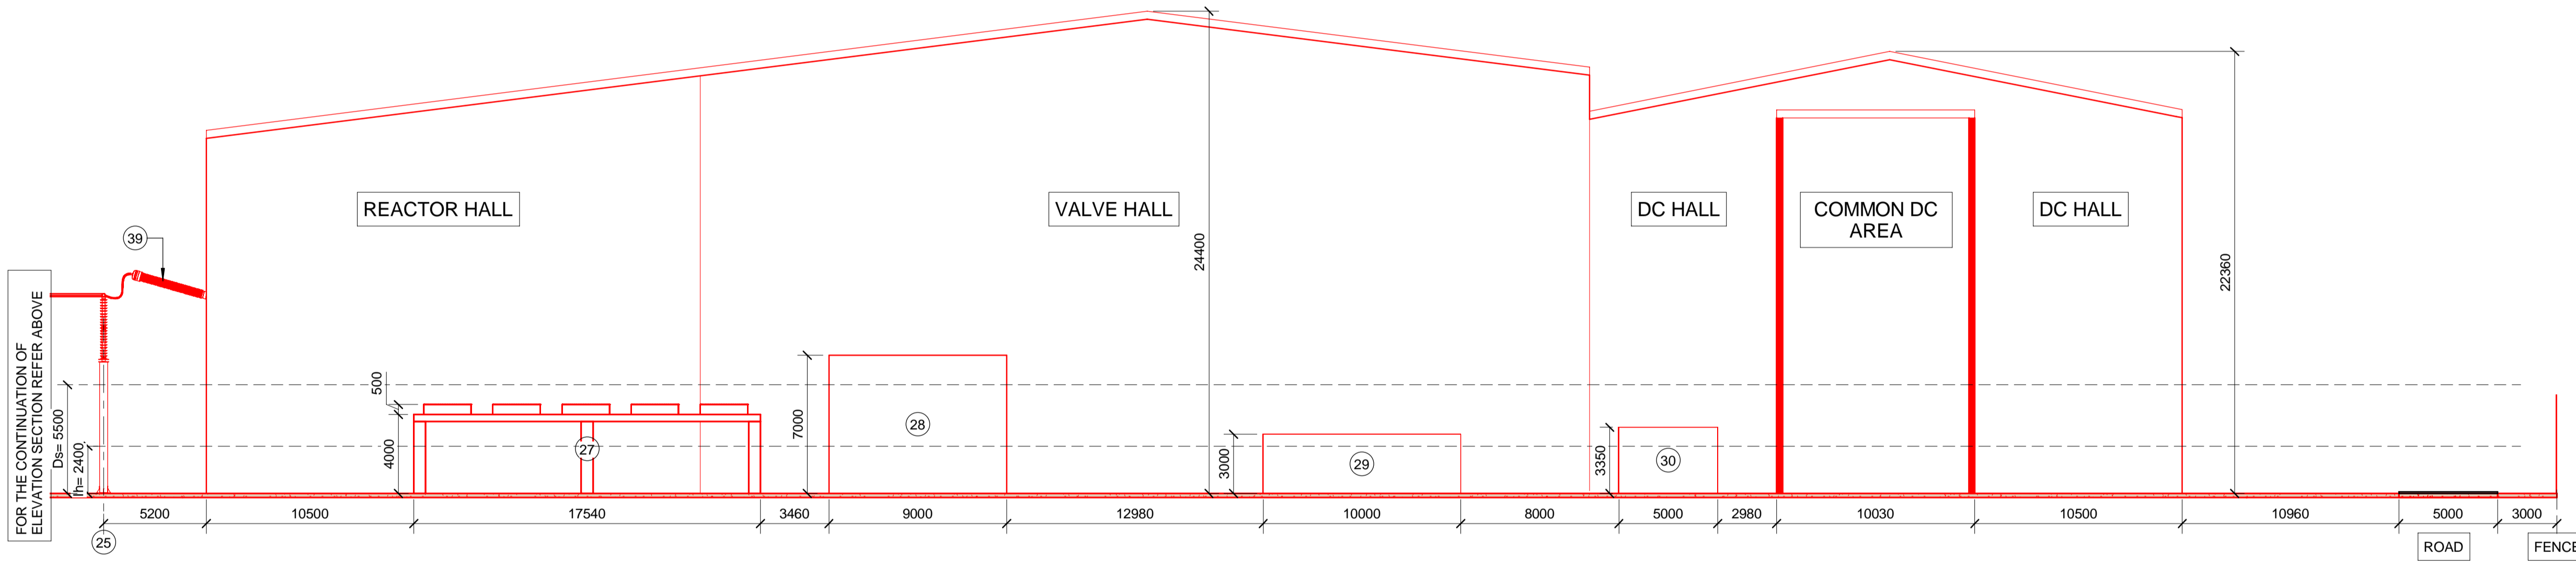 24400
22360
REACTOR HALL
VALVE HALL
DC HALL
COMMON DC
AREA
DC HALL
39
FOR THE CONTINUATION OF
ELEVATION SECTION REFER ABOVE
Ds= 5500
fh= 2400
500
4000
27
7000
28
3000
29
3350
30
5200
10500
17540
3460
9000
12980
10000
8000
5000
2980
10030
10500
10960
5000
3000
25
ROAD
FENCE